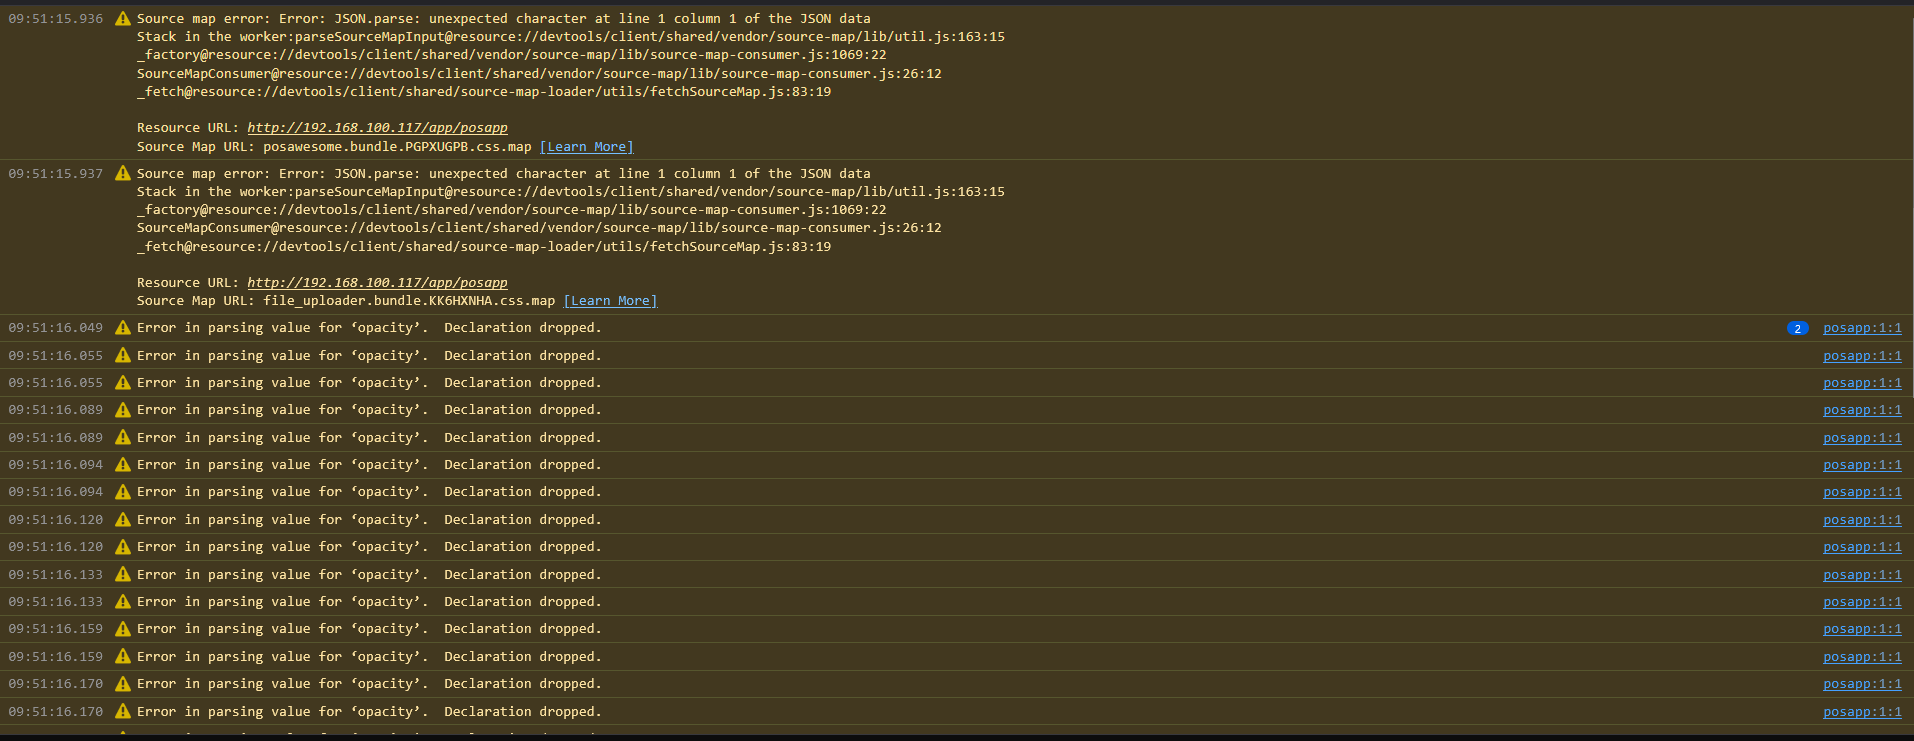 09:51:15.936 Source map error: Error: JSON.parse: unexpected character at line 1 column 1 of the JSON data
Stack in the worker:parseSourceMapInput@resource://devtools/client/shared/vendor/source-map/lib/util.js:163:15
_factory@resource://devtools/client/shared/vendor/source-map/lib/source-map-consumer.js:1069:22
SourceMapConsumer@resource://devtools/client/shared/vendor/source-map/lib/source-map-consumer.js:26:12
_fetch@resource://devtools/client/shared/source-map-loader/utils/fetchSourceMap.js:83:19
Resource URL: http://192.168.100.117/app/posapp
Source Map URL: posawesome.bundle.PGPXUGPB.css.map [Learn More]
09:51:15.937 Source map error: Error: JSON.parse: unexpected character at line 1 column 1 of the JSON data
Stack in the worker:parseSourceMapInput@resource://devtools/client/shared/vendor/source-map/lib/util.js:163:15
_factory@resource://devtools/client/shared/vendor/source-map/lib/source-map-consumer.js:1069:22
SourceMapConsumer@resource://devtools/client/shared/vendor/source-map/lib/source-map-consumer.js:26:12
_fetch@resource://devtools/client/shared/source-map-loader/utils/fetchSourceMap.js:83:19
Resource URL: http://192.168.100.117/app/posapp
Source Map URL: file_uploader.bundle.KK6HXNHA.css.map [Learn More]
09:51:16.049 Error in parsing value for ‘opacity’. Declaration dropped. 2 posapp:1:1
09:51:16.055 Error in parsing value for ‘opacity’. Declaration dropped. posapp:1:1
09:51:16.055 Error in parsing value for ‘opacity’. Declaration dropped. posapp:1:1
09:51:16.089 Error in parsing value for ‘opacity’. Declaration dropped. posapp:1:1
09:51:16.089 Error in parsing value for ‘opacity’. Declaration dropped. posapp:1:1
09:51:16.094 Error in parsing value for ‘opacity’. Declaration dropped. posapp:1:1
09:51:16.094 Error in parsing value for ‘opacity’. Declaration dropped. posapp:1:1
09:51:16.120 Error in parsing value for ‘opacity’. Declaration dropped. posapp:1:1
09:51:16.120 Error in parsing value for ‘opacity’. Declaration dropped. posapp:1:1
09:51:16.133 Error in parsing value for ‘opacity’. Declaration dropped. posapp:1:1
09:51:16.133 Error in parsing value for ‘opacity’. Declaration dropped. posapp:1:1
09:51:16.159 Error in parsing value for ‘opacity’. Declaration dropped. posapp:1:1
09:51:16.159 Error in parsing value for ‘opacity’. Declaration dropped. posapp:1:1
09:51:16.170 Error in parsing value for ‘opacity’. Declaration dropped. posapp:1:1
09:51:16.170 Error in parsing value for ‘opacity’. Declaration dropped. posapp:1:1